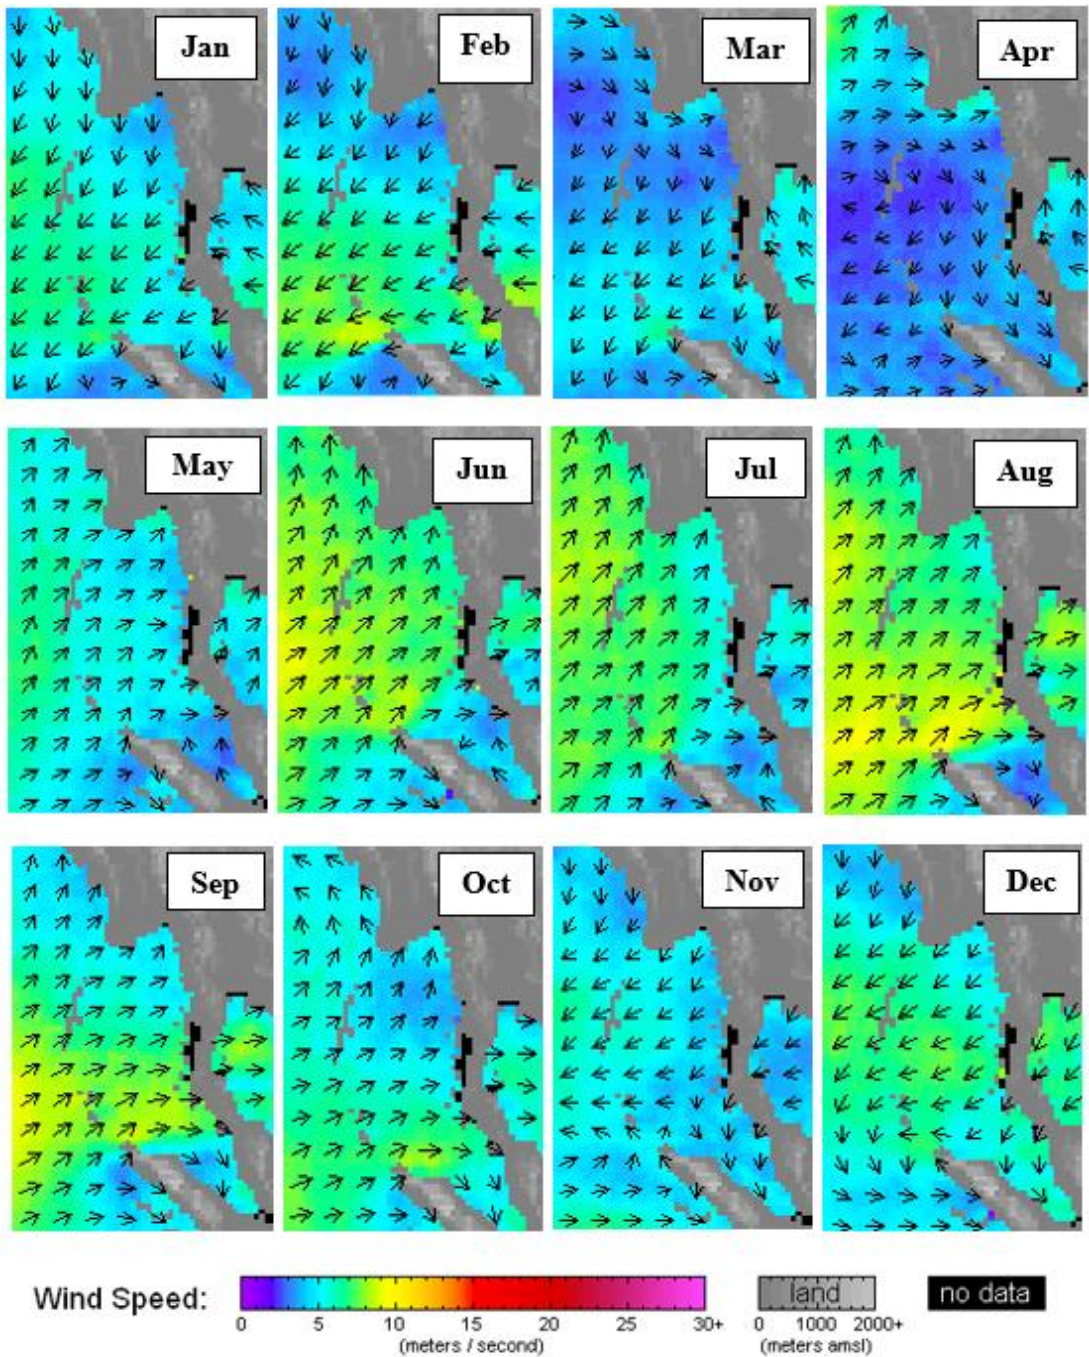 Jan Feb Mar Apr
May Jun Jul Aug
Sep Oct Nov Dec
Wind Speed: land no data
0 5 10 15 20 25 30+ 0 1000 2000+
(meters / second) (meters amsl)